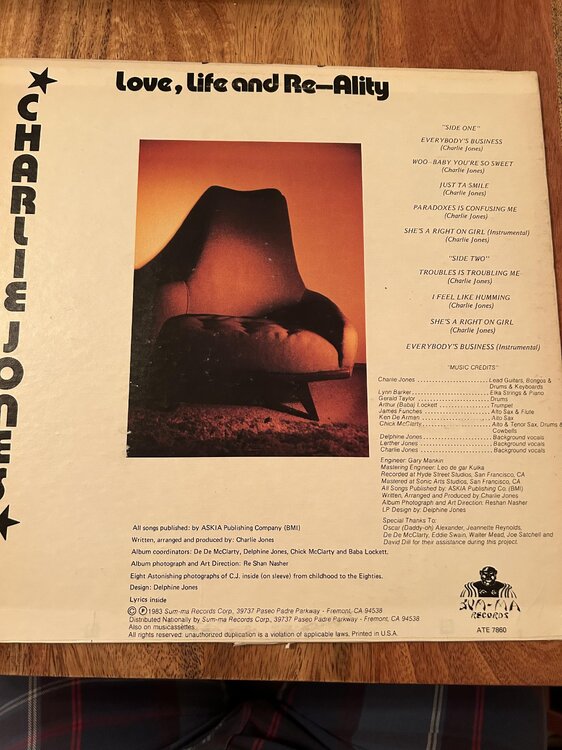 Love, Life and Re-Ality
★CHARLIE JONES★
"SIDE ONE"
EVERYBODY'S BUSINESS
(Charlie Jones)
WOO-BABY YOU'RE SO SWEET
(Charlie Jones)
JUST TA SMILE
(Charlie Jones)
PARADOXES IS CONFUSING ME
(Charlie Jones)
SHE'S A RIGHT ON GIRL (Instrumental)
(Charlie Jones)
"SIDE TWO"
TROUBLES IS TROUBLING ME
(Charlie Jones)
I FEEL LIKE HUMMING
(Charlie Jones)
SHE'S A RIGHT ON GIRL
(Charlie Jones)
EVERYBODY'S BUSINESS (Instrumental)
"MUSIC CREDITS"
Charlie Jones ..................... Lead Guitars, Bongos &
Drums & Keyboards
Lynn Barker ..................... Elka Strings & Piano
Gerald Taylor ..................... Drums
Arthur (Baba) Lockett ..................... Trumpet
James Funches ..................... Alto Sax & Flute
Ken De Arman ..................... Alto Sax
Chick McClarty ..................... Alto & Tenor Sax, Drums &
Cowbells
Delphine Jones ..................... Background vocals
Lerther Jones ..................... Background vocals
Charlie Jones ..................... Background vocals
Engineer: Gary Mankin
Mastering Engineer: Leo de gar Kulka
Recorded at Hyde Street Studios, San Francisco, CA
Mastered at Sonic Arts Studios, San Francisco, CA
All Songs Published by: ASKIA Publishing Co. (BMI)
Written, Arranged and Produced by Charlie Jones
Album Photograph and Art Direction: Reshan Nasher
LP Design by: Delphine Jones
Special Thanks To:
Oscar (Daddy-oh) Alexander, Jeannette Reynolds,
De De McClarty, Eddie Swain, Walter Mead, Joe Satchell and
David Dill for their assistance during this project.
All songs published: by ASKIA Publishing Company (BMI)
Written, arranged and produced by: Charlie Jones
Album coordinators: De De McClarty, Delphine Jones, Chick McClarty and Baba Lockett.
Album photograph and Art Direction: Re Shan Nasher
Eight Astonishing photographs of C.J. inside (on sleeve) from childhood to the Eighties.
Design: Delphine Jones
Lyrics inside
© ℗ 1983 Sum-ma Records Corp., 39737 Paseo Padre Parkway - Fremont, CA 94538
Distributed Nationally by Sum-ma Records Corp., 39737 Paseo Padre Parkway - Fremont, CA 94538
Also on musicassettes.
All rights reserved: unauthorized duplication is a violation of applicable laws. Printed in U.S.A.
SUM-MA
RECORDS
ATE 7860